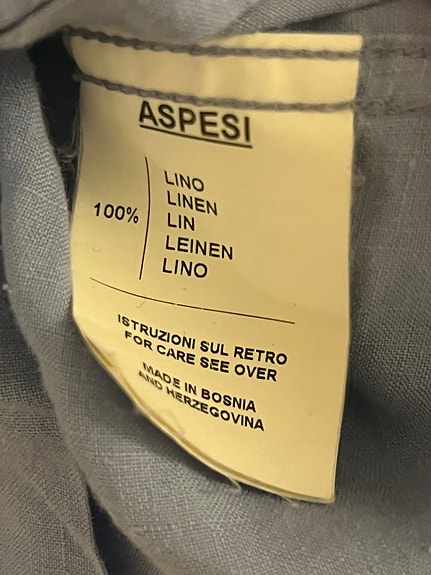 ASPESI
LINO
LINEN
100% LIN
LEINEN
LINO
ISTRUZIONI SUL RETRO
FOR CARE SEE OVER
MADE IN BOSNIA
AND HERZEGOVINA